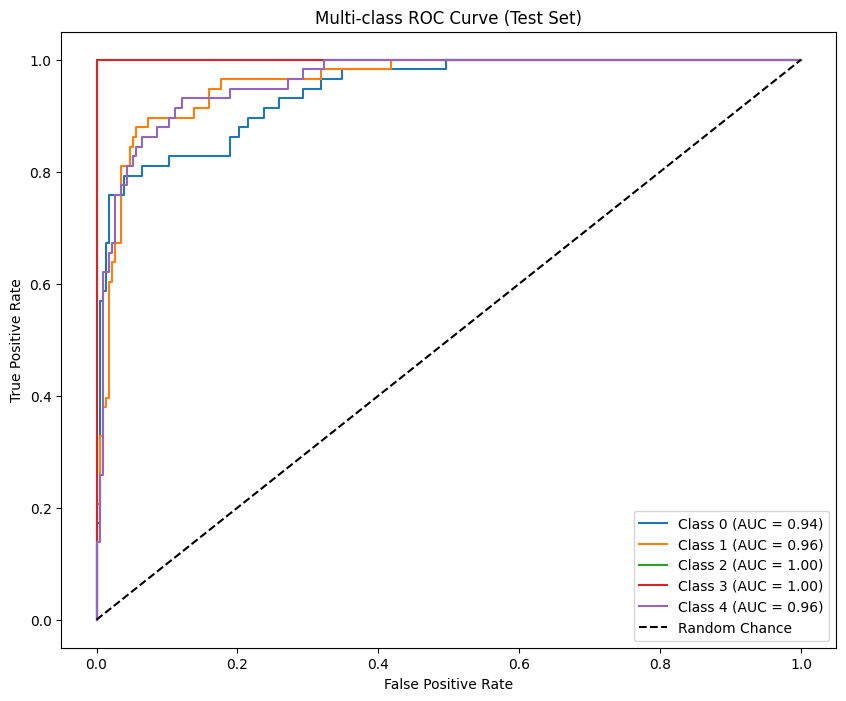 Multi-class ROC Curve (Test Set)
True Positive Rate
1.0
0.8
0.6
0.4
0.2
0.0
Class 0 (AUC = 0.94)
Class 1 (AUC = 0.96)
Class 2 (AUC = 1.00)
Class 3 (AUC = 1.00)
Class 4 (AUC = 0.96)
Random Chance
0.0 0.2 0.4 0.6 0.8 1.0
False Positive Rate